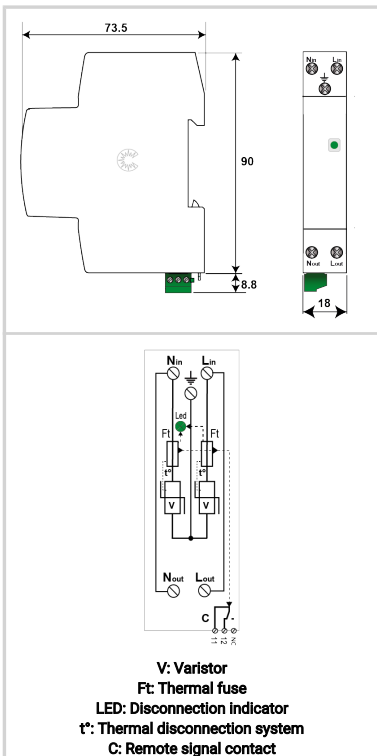 73.5
Nin Lin
90
Nout Lout
8.8
18
Nin Lin
Led
Ft Ft
t° t°
V V
Nout Lout
C
11 12 NC
V: Varistor
Ft: Thermal fuse
LED: Disconnection indicator
t°: Thermal disconnection system
C: Remote signal contact